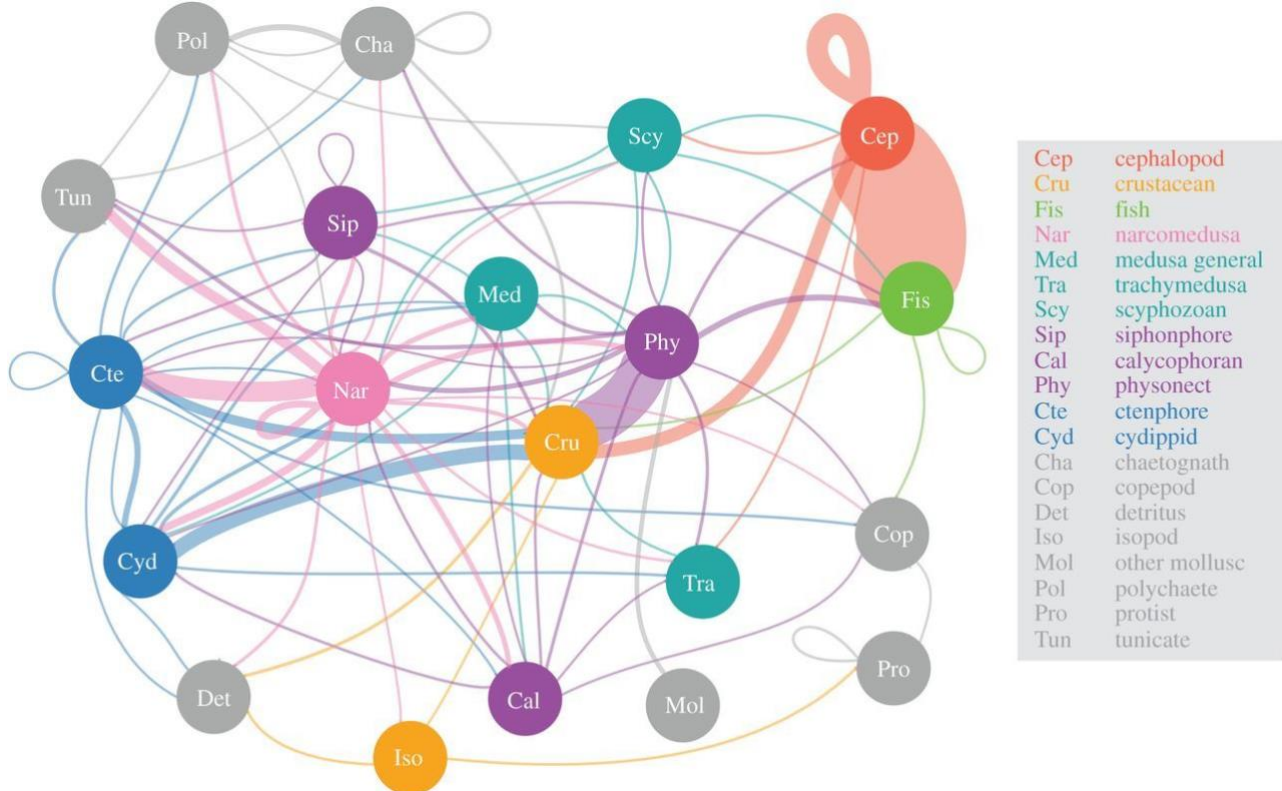 Pol
Cha
Scy
Cep
Tun
Sip
Med
Fis
Phy
Cte
Nar
Cru
Cop
Cyd
Tra
Pro
Det
Cal
Mol
Iso
Cep cephalopod
Cru crustacean
Fis fish
Nar narcomedusa
Med medusa general
Tra trachymedusa
Scy scyphozoan
Sip siphonphore
Cal calycophoran
Phy physonect
Cte ctenphore
Cyd cydippid
Cha chaetognath
Cop copepod
Det detritus
Iso isopod
Mol other mollusc
Pol polychaete
Pro protist
Tun tunicate